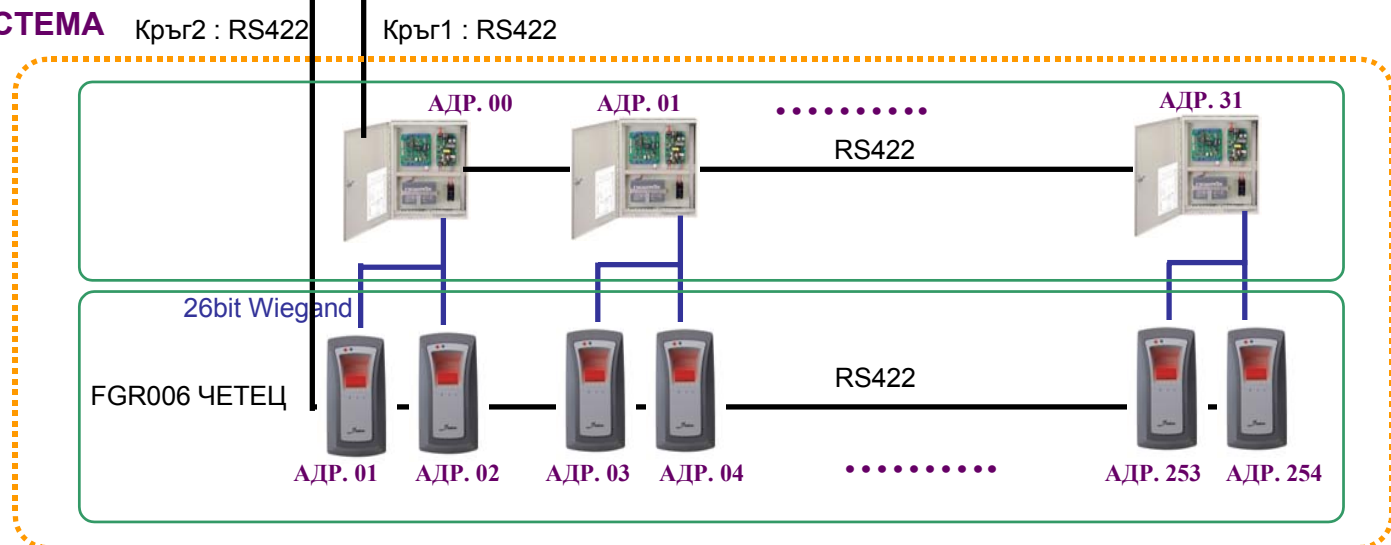 СТЕМА
Кръг2 : RS422
Кръг1 : RS422
АДР. 00
АДР. 01
АДР. 31
RS422
26bit Wiegand
FGR006 ЧЕТЕЦ
RS422
АДР. 01
АДР. 02
АДР. 03
АДР. 04
АДР. 253
АДР. 254